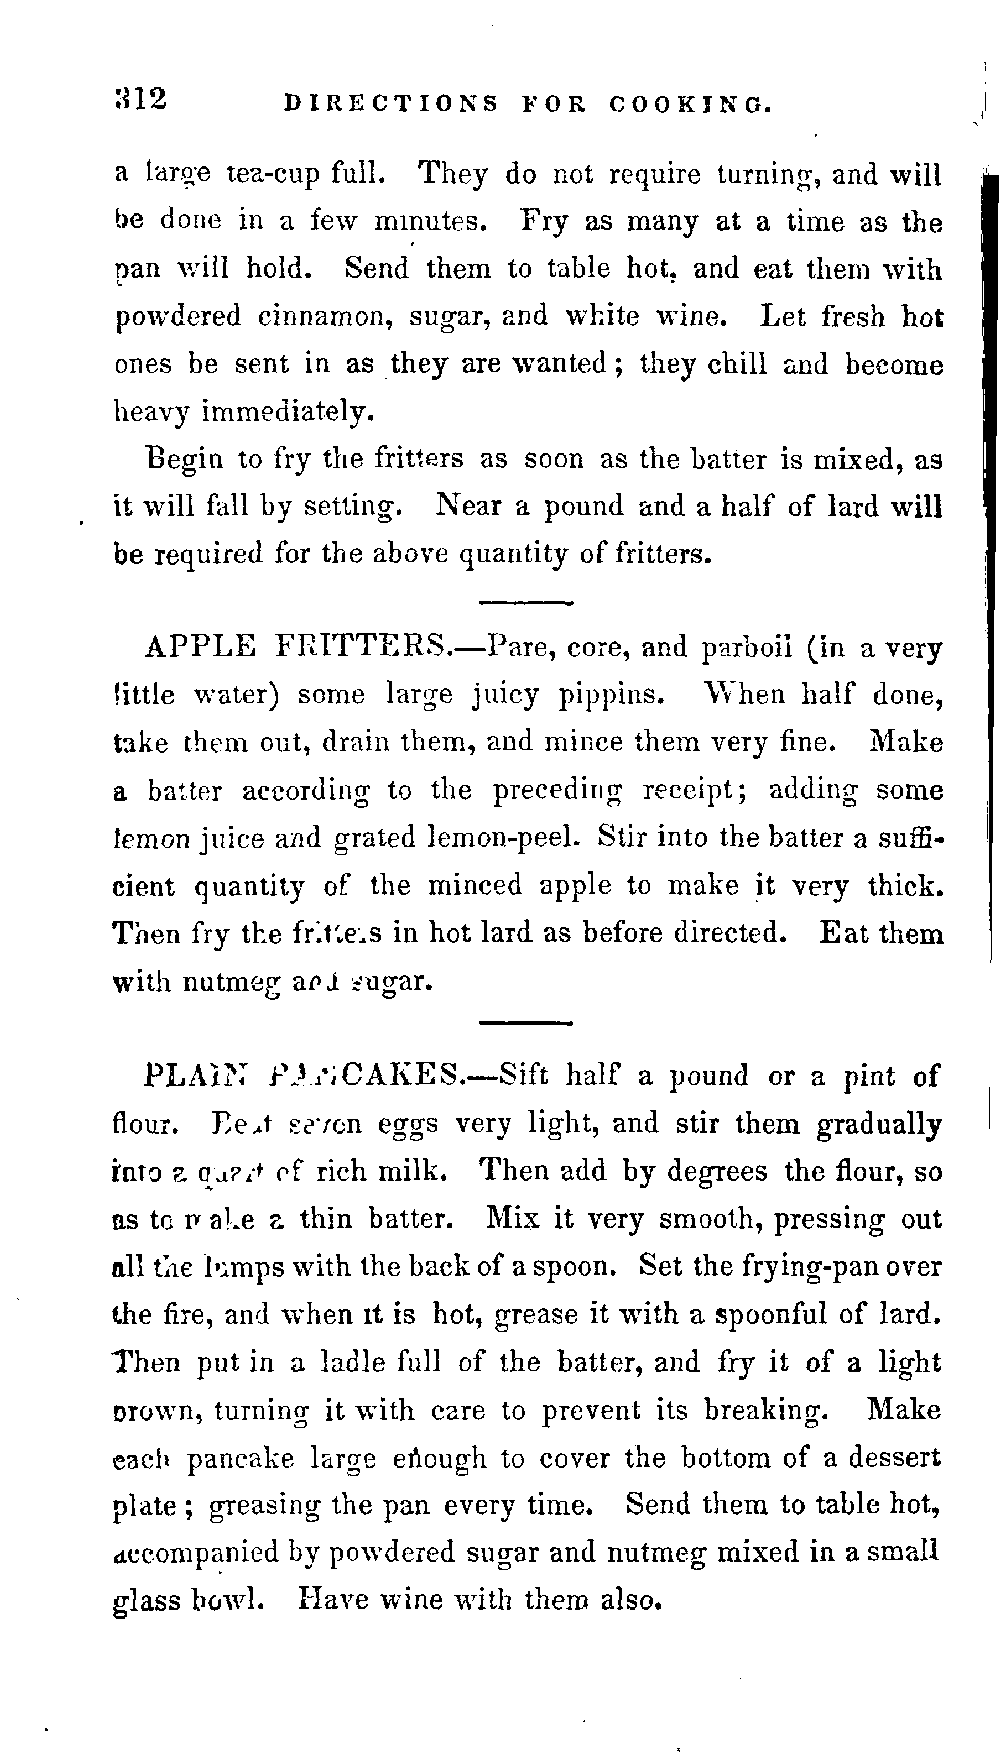 312 DIRECTIONS FOR COOKING.
a large tea-cup full. They do not require turning, and will
be done in a few minutes. Fry as many at a time as the
pan will hold. Send them to table hot, and eat them with
powdered cinnamon, sugar, and white wine. Let fresh hot
ones be sent in as they are wanted; they chill and become
heavy immediately.
Begin to fry the fritters as soon as the batter is mixed, as
it will fall by setting. Near a pound and a half of lard will
be required for the above quantity of fritters.
APPLE FRITTERS.—Pare, core, and parboil (in a very
little water) some large juicy pippins. When half done,
take them out, drain them, and mince them very fine. Make
a batter according to the preceding receipt; adding some
lemon juice and grated lemon-peel. Stir into the batter a suffi-
cient quantity of the minced apple to make it very thick.
Then fry the fritters in hot lard as before directed. Eat them
with nutmeg and sugar.
PLAIN PANCAKES.—Sift half a pound or a pint of
flour. Beat seven eggs very light, and stir them gradually
into a quart of rich milk. Then add by degrees the flour, so
as to make a thin batter. Mix it very smooth, pressing out
all the lumps with the back of a spoon. Set the frying-pan over
the fire, and when it is hot, grease it with a spoonful of lard.
Then put in a ladle full of the batter, and fry it of a light
brown, turning it with care to prevent its breaking. Make
each pancake large enough to cover the bottom of a dessert
plate; greasing the pan every time. Send them to table hot,
accompanied by powdered sugar and nutmeg mixed in a small
glass bowl. Have wine with them also.